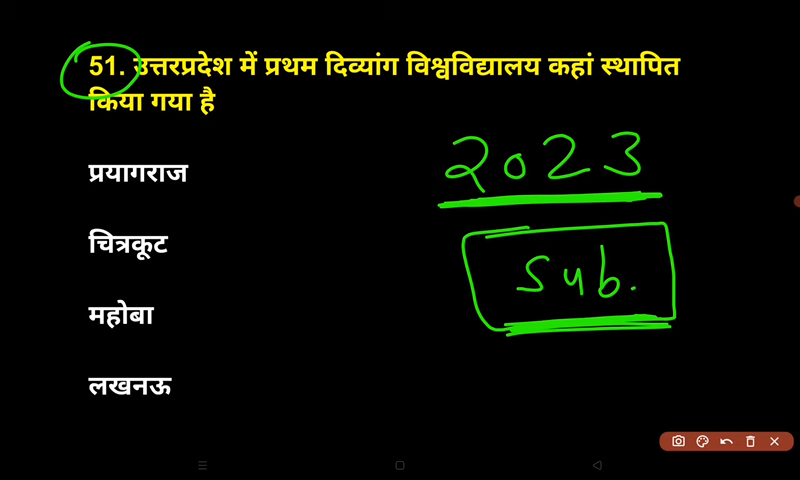 51. उत्तरप्रदेश में प्रथम दिव्यांग विश्वविद्यालय कहां स्थापित
किया गया है
2023
प्रयागराज
Sub.
चित्रकूट
महोबा
लखनऊ